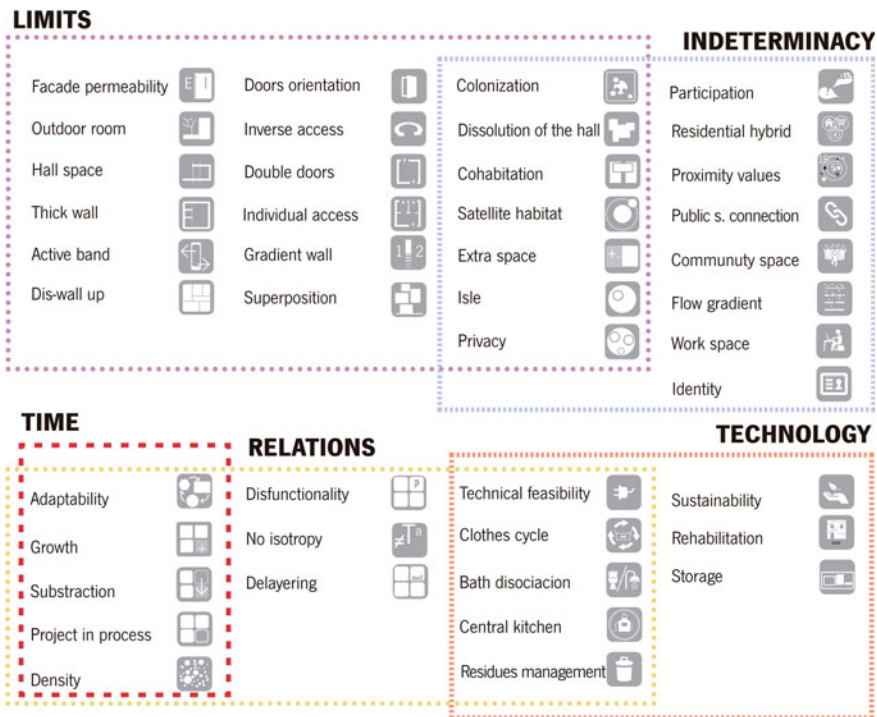 LIMITS
INDETERMINACY
Facade permeability
Outdoor room
Hall space
Thick wall
Active band
Dis-wall up
Doors orientation
Inverse access
Double doors
Individual access
Gradient wall
1 2
Superposition
Colonization
Dissolution of the hall
Cohabitation
Satellite habitat
Extra space
Isle
Privacy
Participation
Residential hybrid
Proximity values
Public s. connection
Communuty space
Flow gradient
Work space
Identity
TIME
RELATIONS
TECHNOLOGY
Adaptability
Growth
Substraction
Project in process
Density
Disfunctionality
No isotropy
Delayering
Technical feasibility
Clothes cycle
Bath disociacion
Central kitchen
Residues management
Sustainability
Rehabilitation
Storage